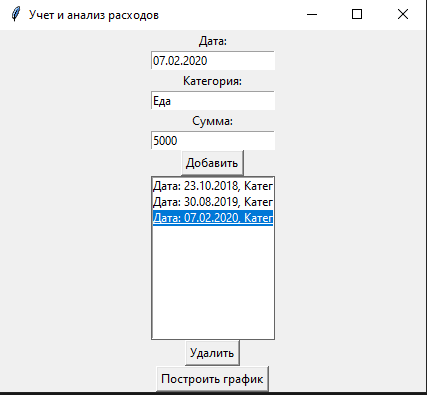 Учет и анализ расходов
Дата:
07.02.2020
Категория:
Еда
Сумма:
5000
Добавить
Дата: 23.10.2018, Катег
Дата: 30.08.2019, Катег
Дата: 07.02.2020, Катег
Удалить
Построить график